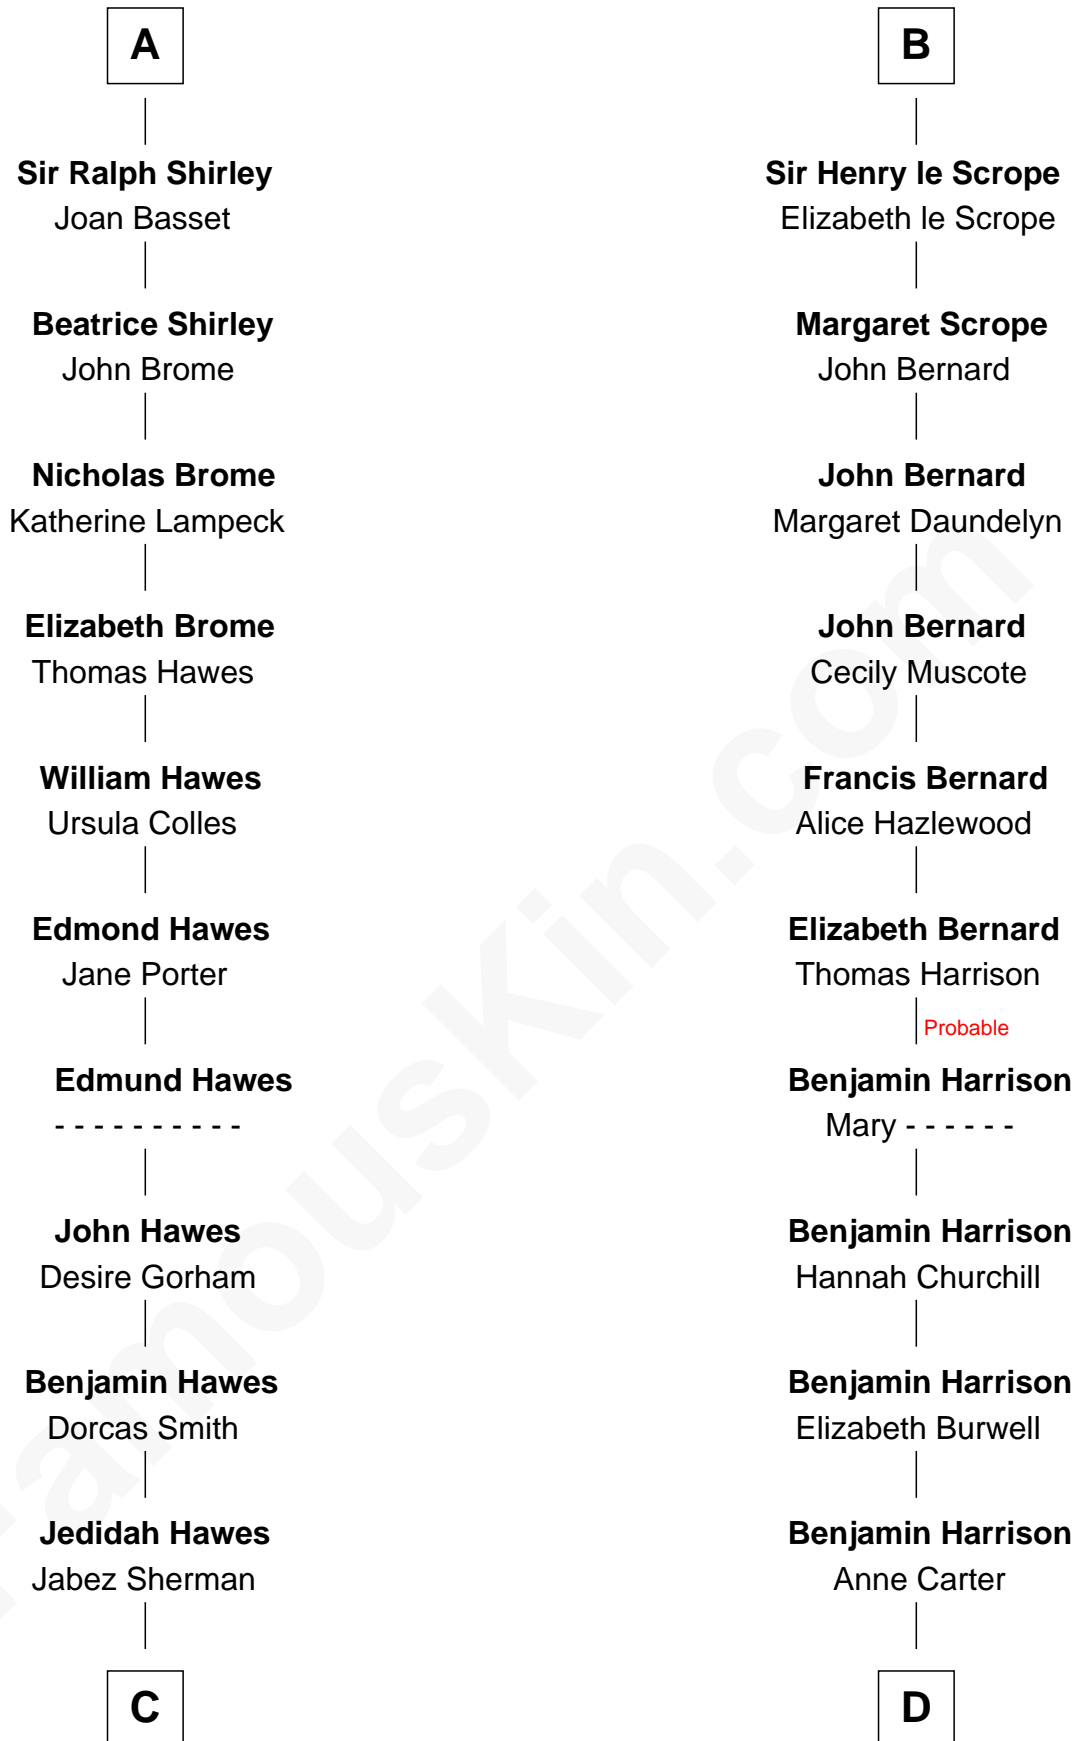 A
Sir Ralph Shirley
Joan Basset
Beatrice Shirley
John Brome
Nicholas Brome
Katherine Lampeck
Elizabeth Brome
Thomas Hawes
William Hawes
Ursula Colles
Edmond Hawes
Jane Porter
Edmund Hawes
- - - - - - - - - -
John Hawes
Desire Gorham
Benjamin Hawes
Dorcas Smith
Jedidah Hawes
Jabez Sherman
C
B
Sir Henry le Scrope
Elizabeth le Scrope
Margaret Scrope
John Bernard
John Bernard
Margaret Daundelyn
John Bernard
Cecily Muscote
Francis Bernard
Alice Hazlewood
Elizabeth Bernard
Thomas Harrison
Probable
Benjamin Harrison
Mary - - - - - -
Benjamin Harrison
Hannah Churchill
Benjamin Harrison
Elizabeth Burwell
Benjamin Harrison
Anne Carter
D
FamousKin.com